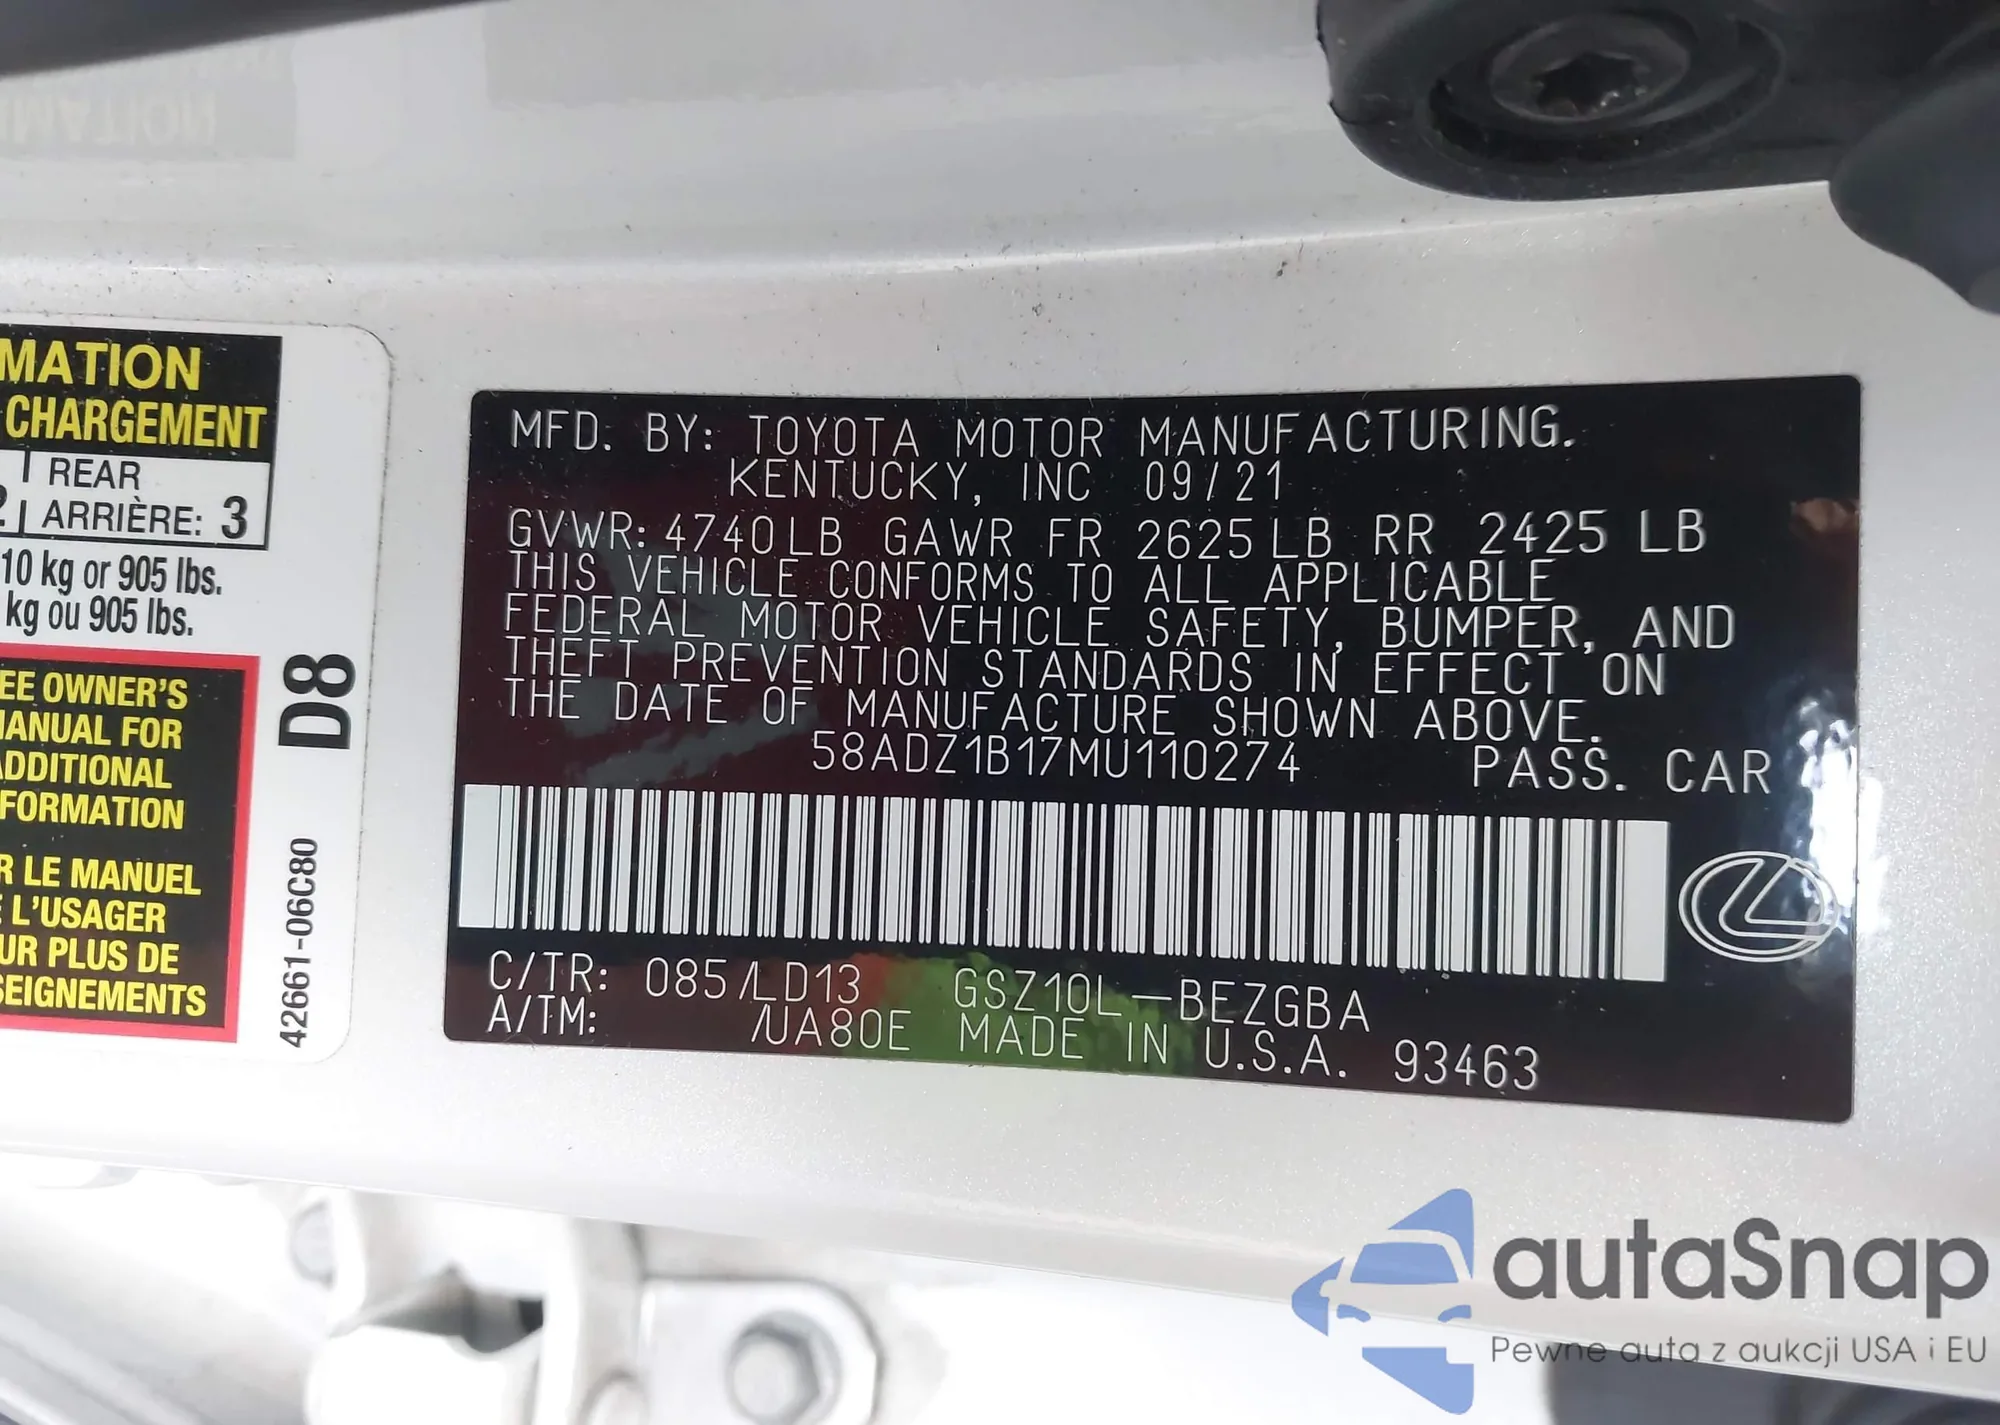 MATION
CHARGEMENT
REAR
ARRIÈRE: 3
10 kg or 905 lbs.
kg ou 905 lbs.
EE OWNER'S
MANUAL FOR
ADDITIONAL
FORMATION
R LE MANUEL
E L'USAGER
UR PLUS DE
SEIGNEMENTS
D8
42661-06C80
MFD. BY: TOYOTA MOTOR MANUFACTURING.
KENTUCKY, INC 09/21
GVWR: 4740LB GAWR FR 2625LB RR 2425 LB
THIS VEHICLE CONFORMS TO ALL APPLICABLE
FEDERAL MOTOR VEHICLE SAFETY, BUMPER, AND
THEFT PREVENTION STANDARDS IN EFFECT ON
THE DATE OF MANUFACTURE SHOWN ABOVE.
58ADZ1B17MU110274 PASS. CAR
C/TR: 085/LD13 GSZ10L-BEZGBA
A/TM: /UA80E MADE IN U.S.A. 93463
autaSnap
Pewne auta z aukcji USA i EU